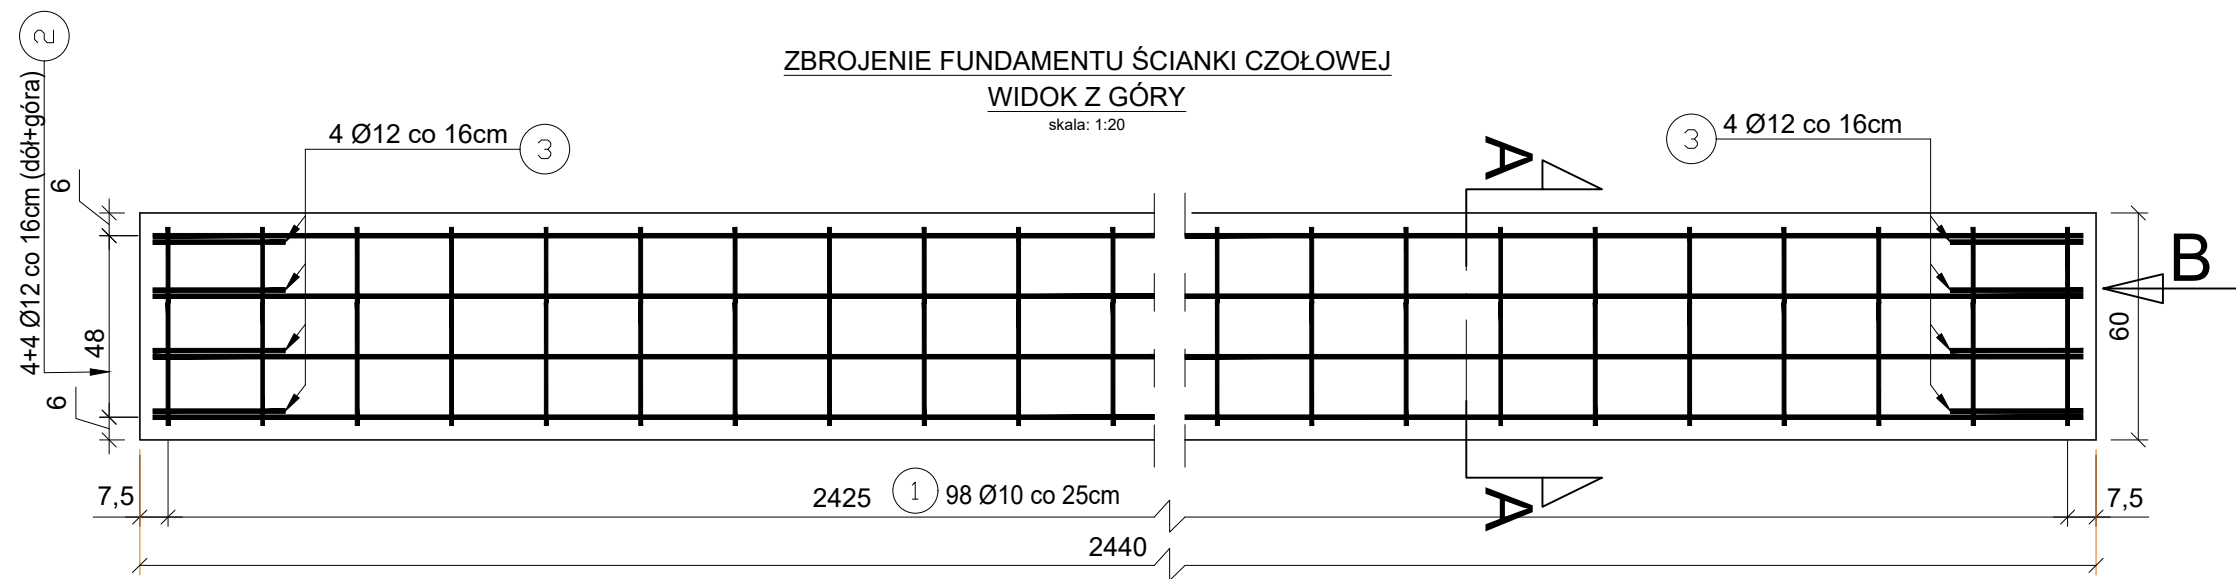 ZBROJENIE FUNDAMENTU ŚCIANKI CZOŁOWEJ
WIDOK Z GÓRY
skala: 1:20
2
4+4 Ø12 co 16cm (dół+góra)
4 Ø12 co 16cm 3
3 4 Ø12 co 16cm
A
6
48
6
B
60
7,5
2425 1 98 Ø10 co 25cm
A
7,5
2440